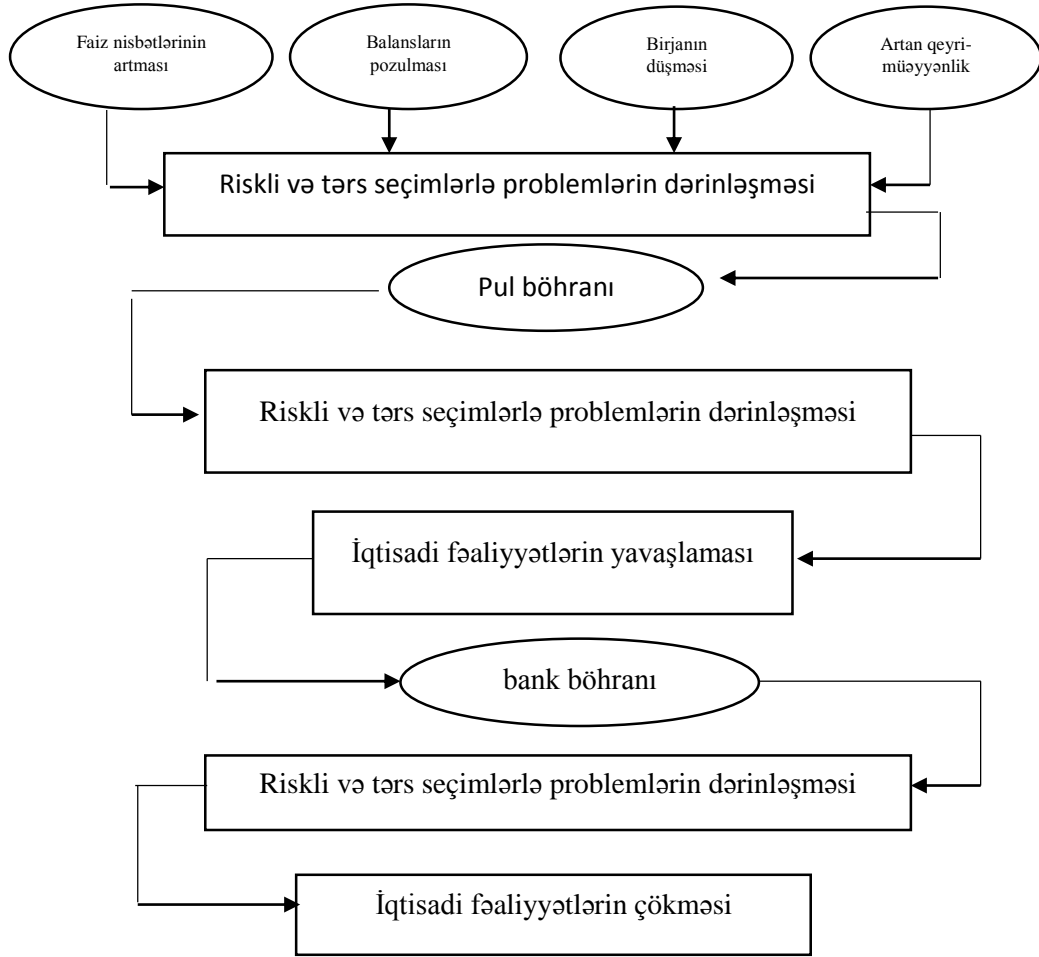 Faiz nisbətlərinin
artması
Balansların
pozulması
Birjanın
düşməsi
Artan qeyri-
müəyyənlik
Riskli və tərs seçimlərlə problemlərin dərinləşməsi
Pul böhranı
Riskli və tərs seçimlərlə problemlərin dərinləşməsi
İqtisadi fəaliyyətlərin yavaşlaması
bank böhranı
Riskli və tərs seçimlərlə problemlərin dərinləşməsi
İqtisadi fəaliyyətlərin çökməsi